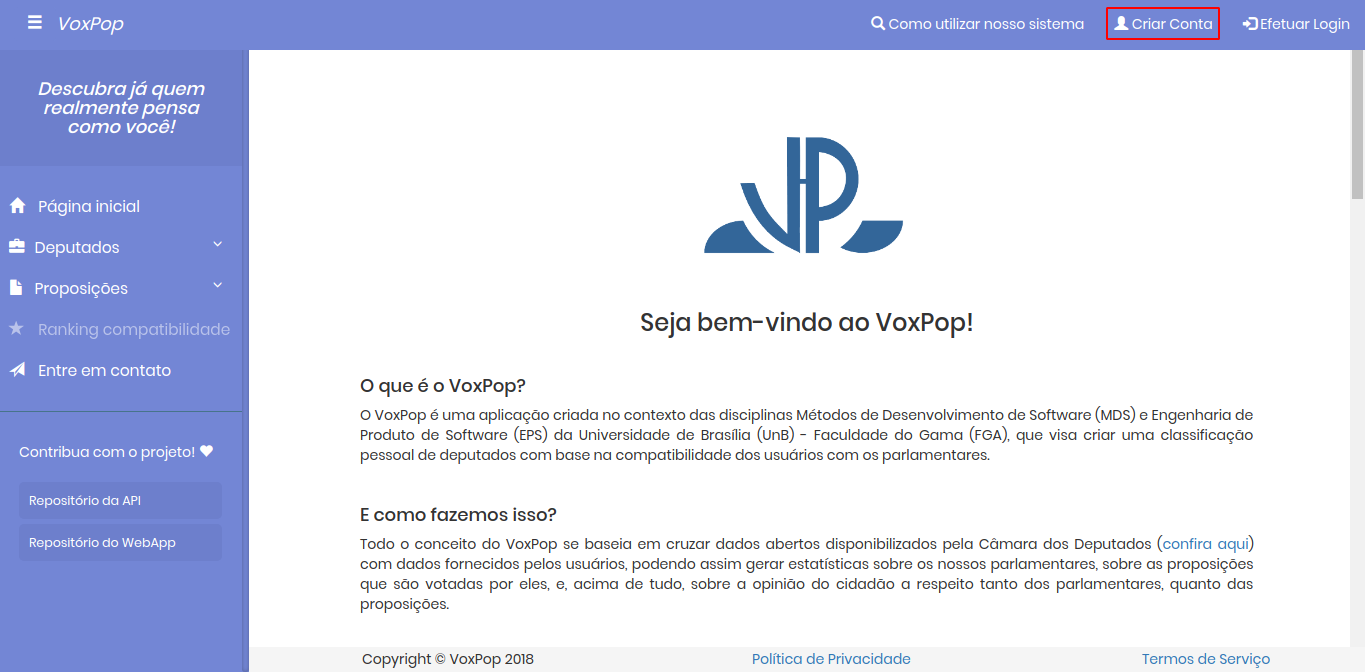 VoxPop
Como utilizar nosso sistema
Criar Conta
Efetuar Login
Descubra já quem
realmente pensa
como você!
Página inicial
Deputados
Proposições
Ranking compatibilidade
Entre em contato
Contribua com o projeto!
Repositório da API
Repositório do WebApp
Seja bem-vindo ao VoxPop!
O que é o VoxPop?
O VoxPop é uma aplicação criada no contexto das disciplinas Métodos de Desenvolvimento de Software (MDS) e Engenharia de
Produto de Software (EPS) da Universidade de Brasília (UnB) - Faculdade do Gama (FGA), que visa criar uma classificação
pessoal de deputados com base na compatibilidade dos usuários com os parlamentares.
E como fazemos isso?
Todo o conceito do VoxPop se baseia em cruzar dados abertos disponibilizados pela Câmara dos Deputados (confira aqui)
com dados fornecidos pelos usuários, podendo assim gerar estatísticas sobre os nossos parlamentares, sobre as proposições
que são votadas por eles, e, acima de tudo, sobre a opinião do cidadão a respeito tanto dos parlamentares, quanto das
proposições.
Copyright © VoxPop 2018
Política de Privacidade
Termos de Serviço